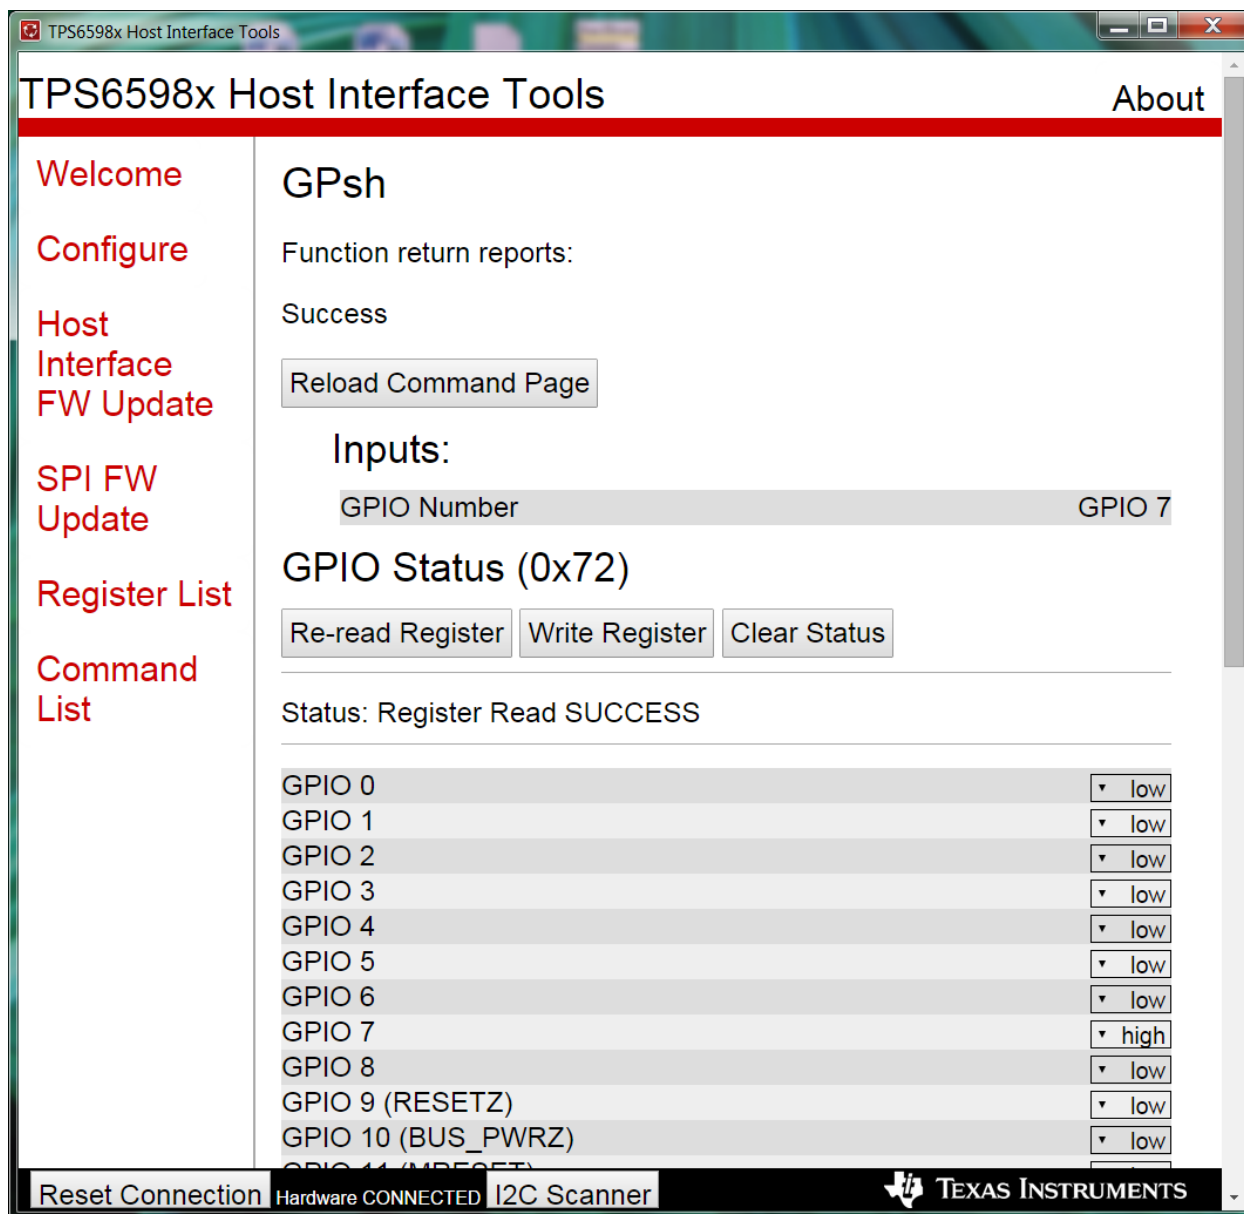 TPS6598x Host Interface Tools
TPS6598x Host Interface Tools
About
Welcome
Configure
Host
Interface
FW Update
SPI FW
Update
Register List
Command
List
GPsh
Function return reports:
Success
Reload Command Page
Inputs:
GPIO Number GPIO 7
GPIO Status (0x72)
Re-read Register Write Register Clear Status
Status: Register Read SUCCESS
GPIO 0 low
GPIO 1 low
GPIO 2 low
GPIO 3 low
GPIO 4 low
GPIO 5 low
GPIO 6 low
GPIO 7 high
GPIO 8 low
GPIO 9 (RESETZ) low
GPIO 10 (BUS_PWRZ) low
GPIO 11 (MRESET)
Reset Connection Hardware CONNECTED I2C Scanner TEXAS INSTRUMENTS